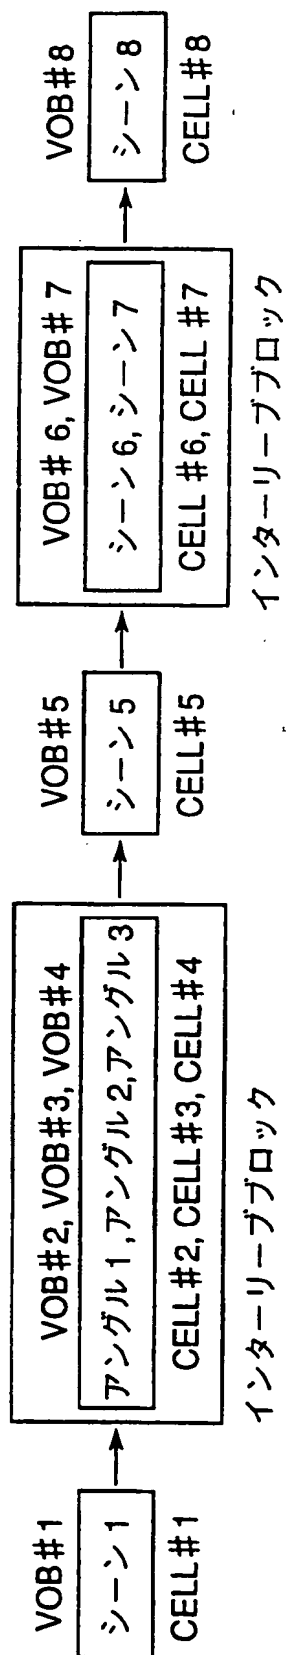 VOB#1
シーン1
CELL#1
VOB#2, VOB#3, VOB#4
アングル1,アングル2,アングル3
CELL#2, CELL#3, CELL#4
インターリーブブロック
VOB#5
シーン5
CELL#5
VOB# 6, VOB# 7
シーン6,シーン7
CELL #6, CELL #7
インターリーブブロック
VOB#8
シーン8
CELL#8